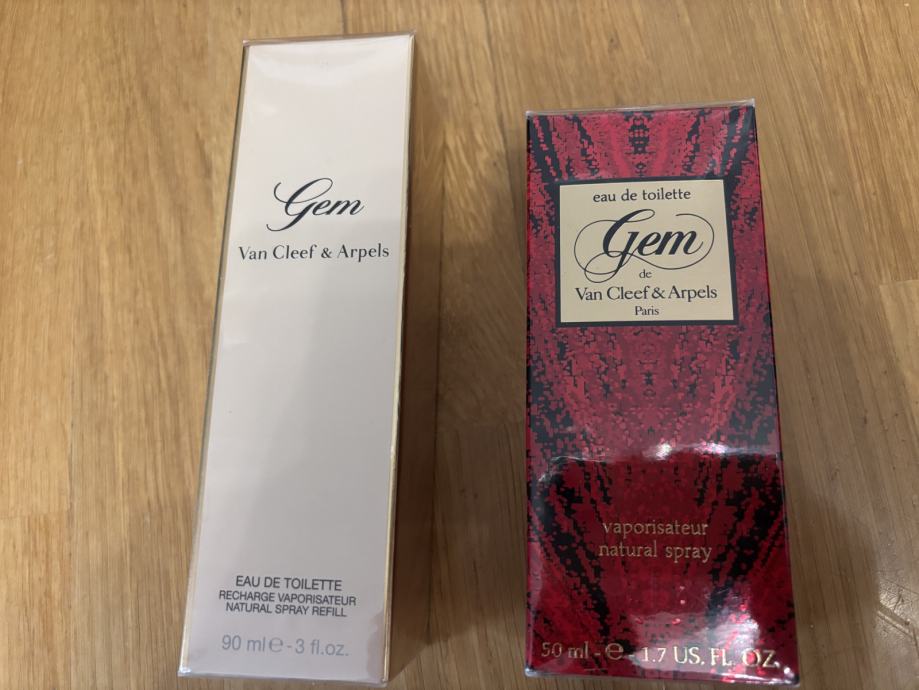 Gem
Van Cleef & Arpels
EAU DE TOILETTE
RECHARGE VAPORISATEUR
NATURAL SPRAY REFILL
90 ml ℮ - 3 fl.oz.
eau de toilette
Gem
de
Van Cleef & Arpels
Paris
vaporisateur
natural spray
50 ml - ℮ - 1.7 US. FL. OZ.